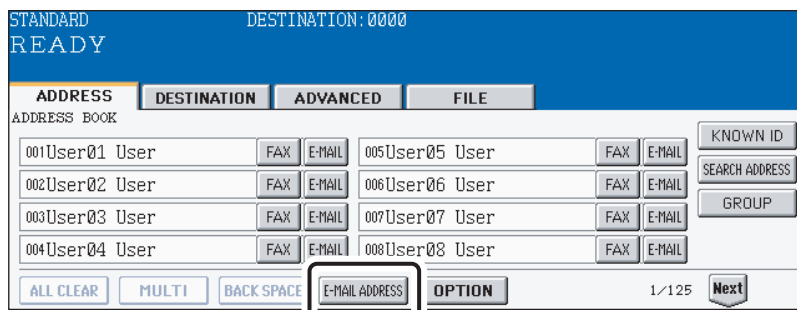 STANDARD DESTINATION:0000
READY
ADDRESS DESTINATION ADVANCED FILE
ADDRESS BOOK
KNOWN ID
001User01 User FAX E-MAIL 005User05 User FAX E-MAIL
SEARCH ADDRESS
002User02 User FAX E-MAIL 006User06 User FAX E-MAIL
GROUP
003User03 User FAX E-MAIL 007User07 User FAX E-MAIL
004User04 User FAX E-MAIL 008User08 User FAX E-MAIL
ALL CLEAR MULTI BACK SPACE E-MAIL ADDRESS OPTION 1/125 Next